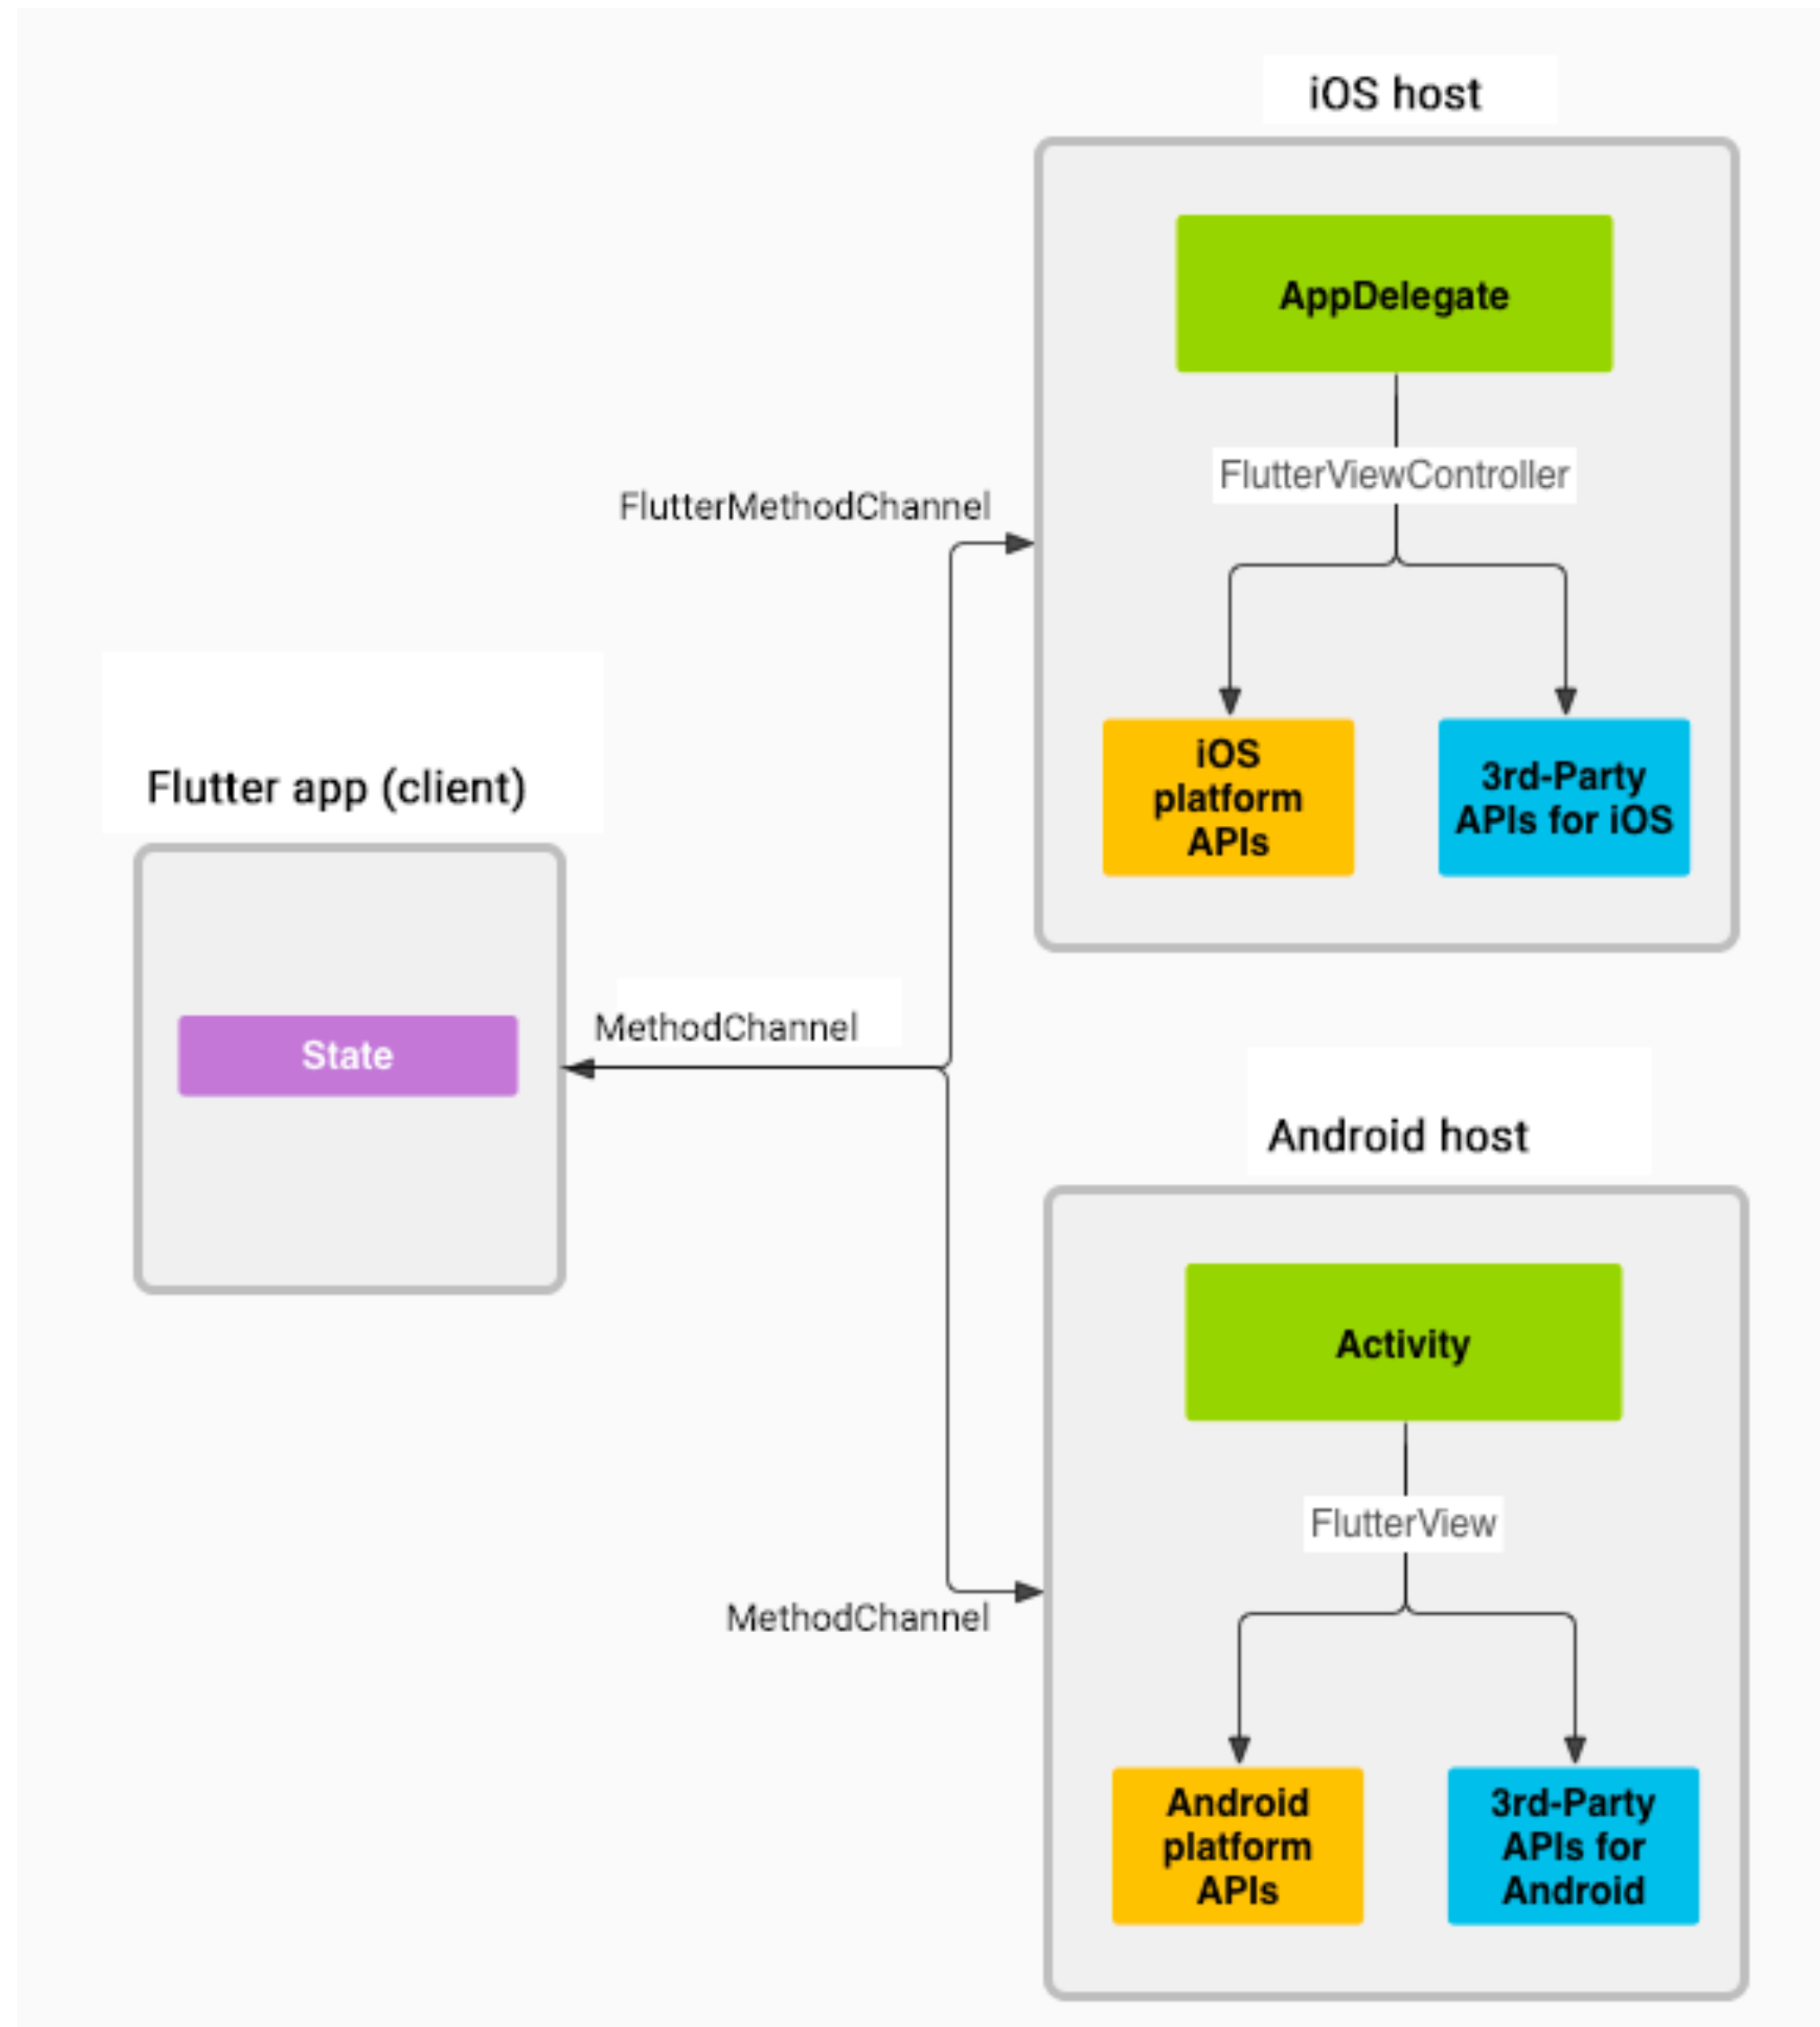 iOS host
AppDelegate
FlutterViewController
FlutterMethodChannel
iOS
platform
APIs
3rd-Party
APIs for iOS
Flutter app (client)
State
MethodChannel
Android host
Activity
FlutterView
MethodChannel
Android
platform
APIs
3rd-Party
APIs for
Android